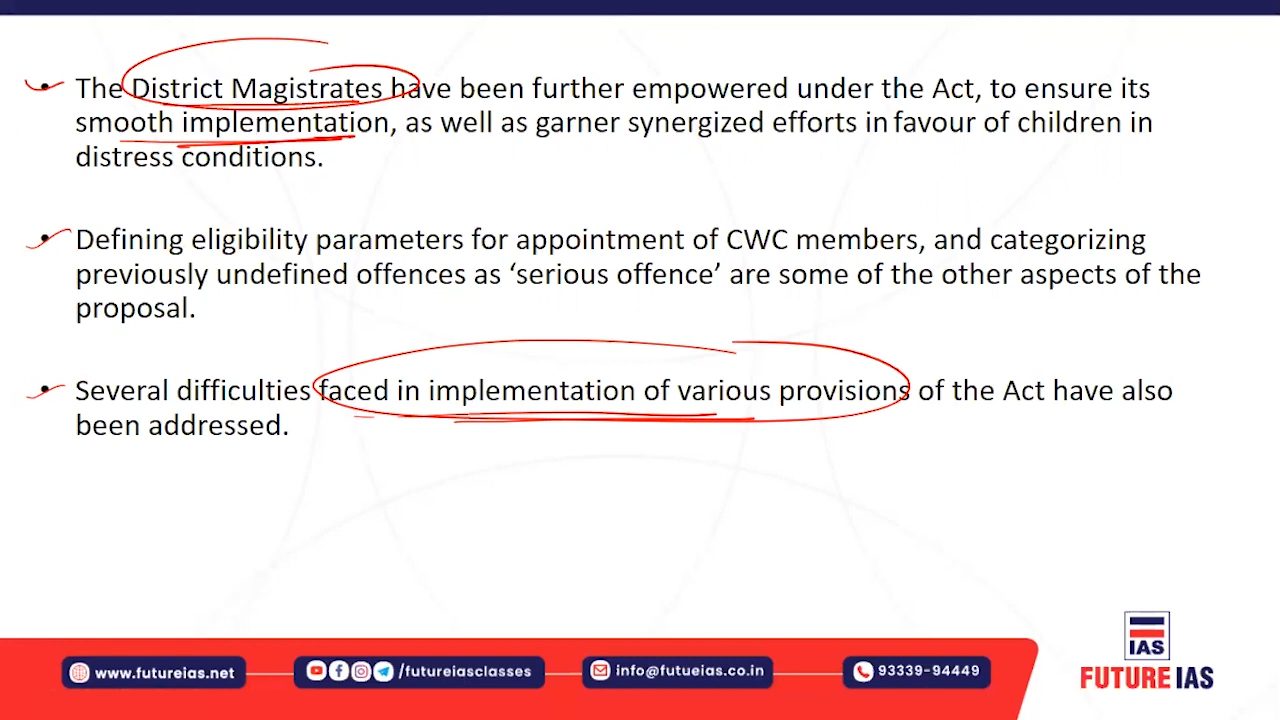 • The District Magistrates have been further empowered under the Act, to ensure its
smooth implementation, as well as garner synergized efforts in favour of children in
distress conditions.
• Defining eligibility parameters for appointment of CWC members, and categorizing
previously undefined offences as ‘serious offence’ are some of the other aspects of the
proposal.
• Several difficulties faced in implementation of various provisions of the Act have also
been addressed.
IAS
FUTURE IAS
www.futureias.net
/futureiasclasses
info@futueias.co.in
93339-94449